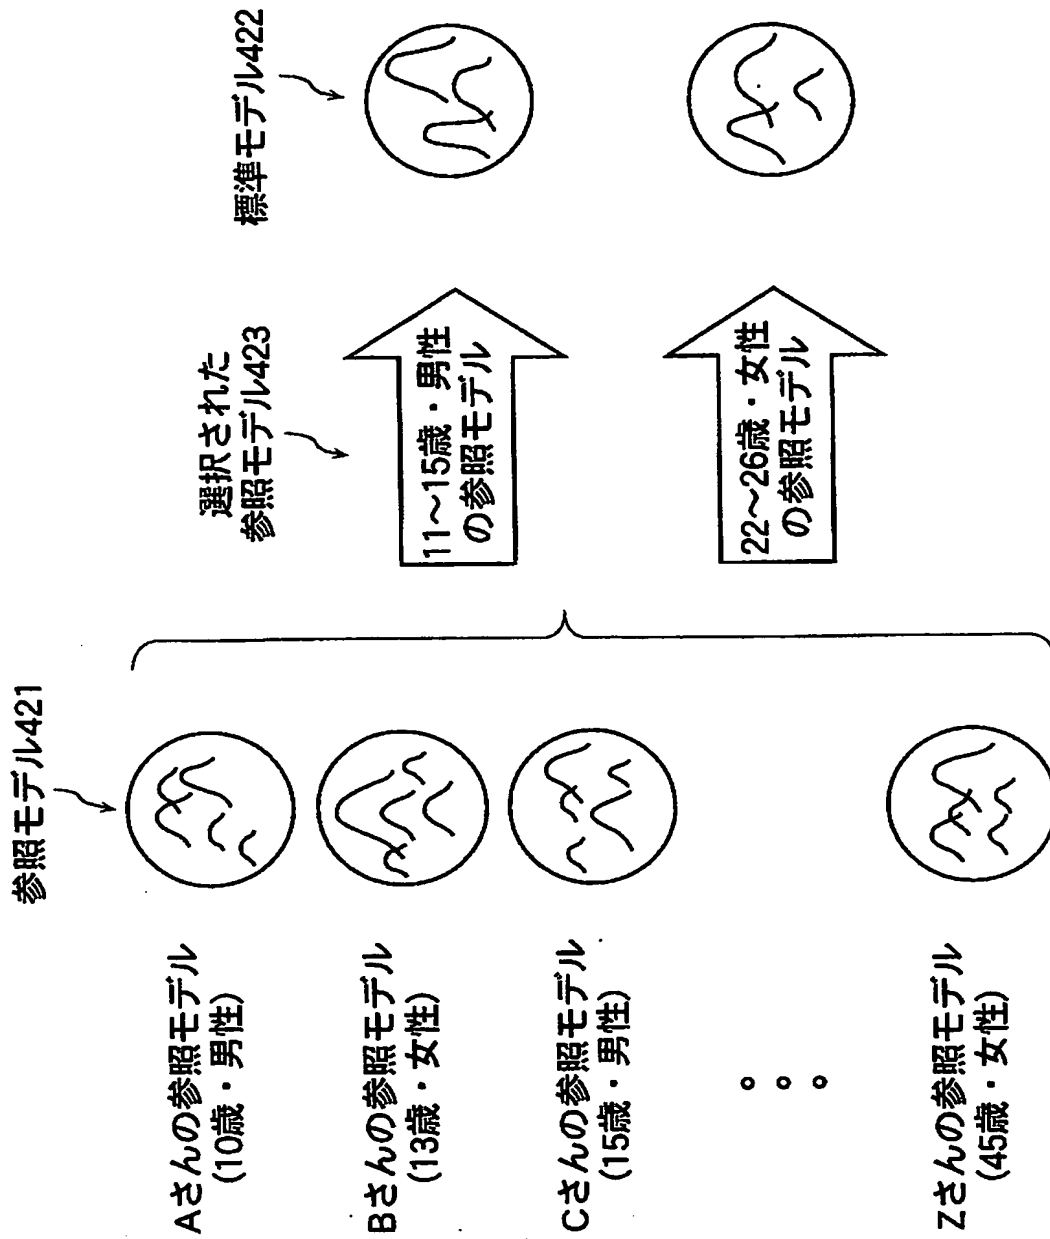 参照モデル421
Aさんの参照モデル
(10歳・男性)
Bさんの参照モデル
(13歳・女性)
Cさんの参照モデル
(15歳・男性)
Zさんの参照モデル
(45歳・女性)
選択された
参照モデル423
11～15歳・男性
の参照モデル
22～26歳・女性
の参照モデル
標準モデル422